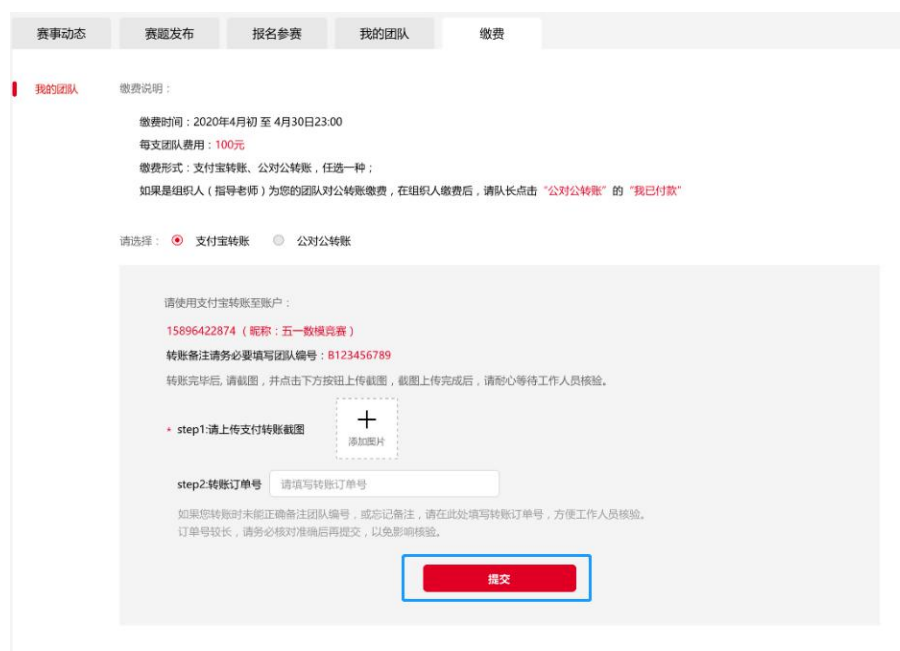 赛事动态 赛题发布 报名参赛 我的团队 缴费
我的团队
缴费说明：
缴费时间：2020年4月初 至 4月30日23:00
每支团队费用：100元
缴费形式：支付宝转账、公对公转账，任选一种；
如果是组织人（指导老师）为您的团队对公转账缴费，在组织人缴费后，请队长点击 “公对公转账” 的 “我已付款”
请选择： 支付宝转账 公对公转账
请使用支付宝转账至账户：
15896422874 （昵称：五一数模竞赛）
转账备注请务必要填写团队编号：B123456789
转账完毕后, 请截图，并点击下方按钮上传截图，截图上传完成后，请耐心等待工作人员核验。
* step1:请上传支付转账截图
添加图片
step2:转账订单号 请填写转账订单号
如果您转账时未能正确备注团队编号，或忘记备注，请在此处填写转账订单号，方便工作人员核验。
订单号较长，请务必核对准确后再提交，以免影响核验。
提交